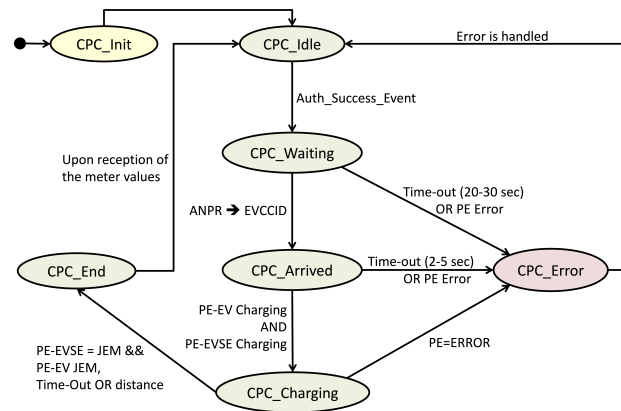 CPC_Init
CPC_Idle
Error is handled
Auth_Success_Event
CPC_Waiting
Upon reception of
the meter values
Time-out (20-30 sec)
OR PE Error
ANPR ➔ EVCCID
CPC_End
CPC_Arrived
Time-out (2-5 sec)
OR PE Error
CPC_Error
PE-EV Charging
AND
PE-EVSE Charging
PE=ERROR
PE-EVSE = JEM &&
PE-EV JEM,
Time-Out OR distance
CPC_Charging